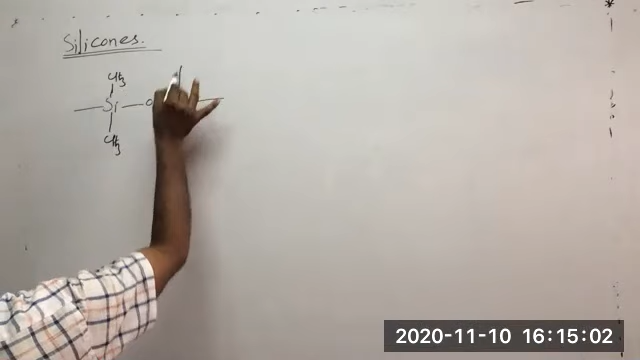 Silicones.
CH3
— Si — O
CH3
2020-11-10 16:15:02